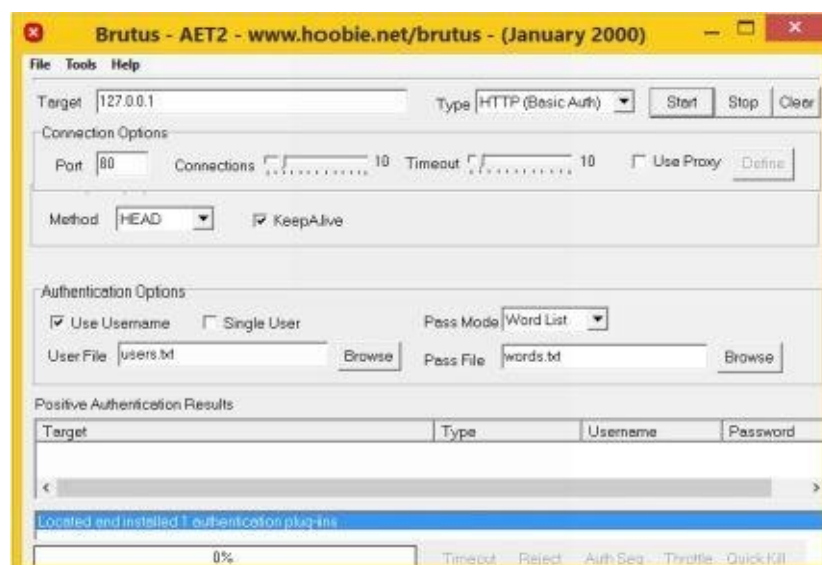 Brutus - AET2 - www.hoobie.net/brutus - (January 2000)
File Tools Help
Target 127.0.0.1 Type HTTP (Basic Auth) Start Stop Clear
Connection Options
Port 80 Connections 10 Timeout 10 Use Proxy Define
Method HEAD KeepAlive
Authentication Options
Use Username Single User Pass Mode Word List
User File users.txt Browse Pass File words.txt Browse
Positive Authentication Results
Target Type Username Password
Located and installed 1 authentication plug-ins
0% Timeout Reject Auth Seq Throttle Quick Kill